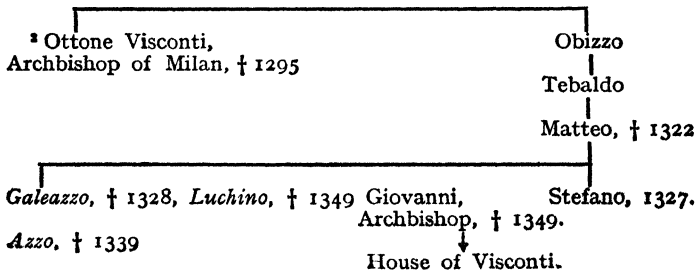 ² Ottone Visconti,
Archbishop of Milan, † 1295
Obizzo
Tebaldo
Matteo, † 1322
Galeazzo, † 1328, Luchino, † 1349 Giovanni,
Archbishop, † 1349.
Stefano, 1327.
Azzo, † 1339
House of Visconti.